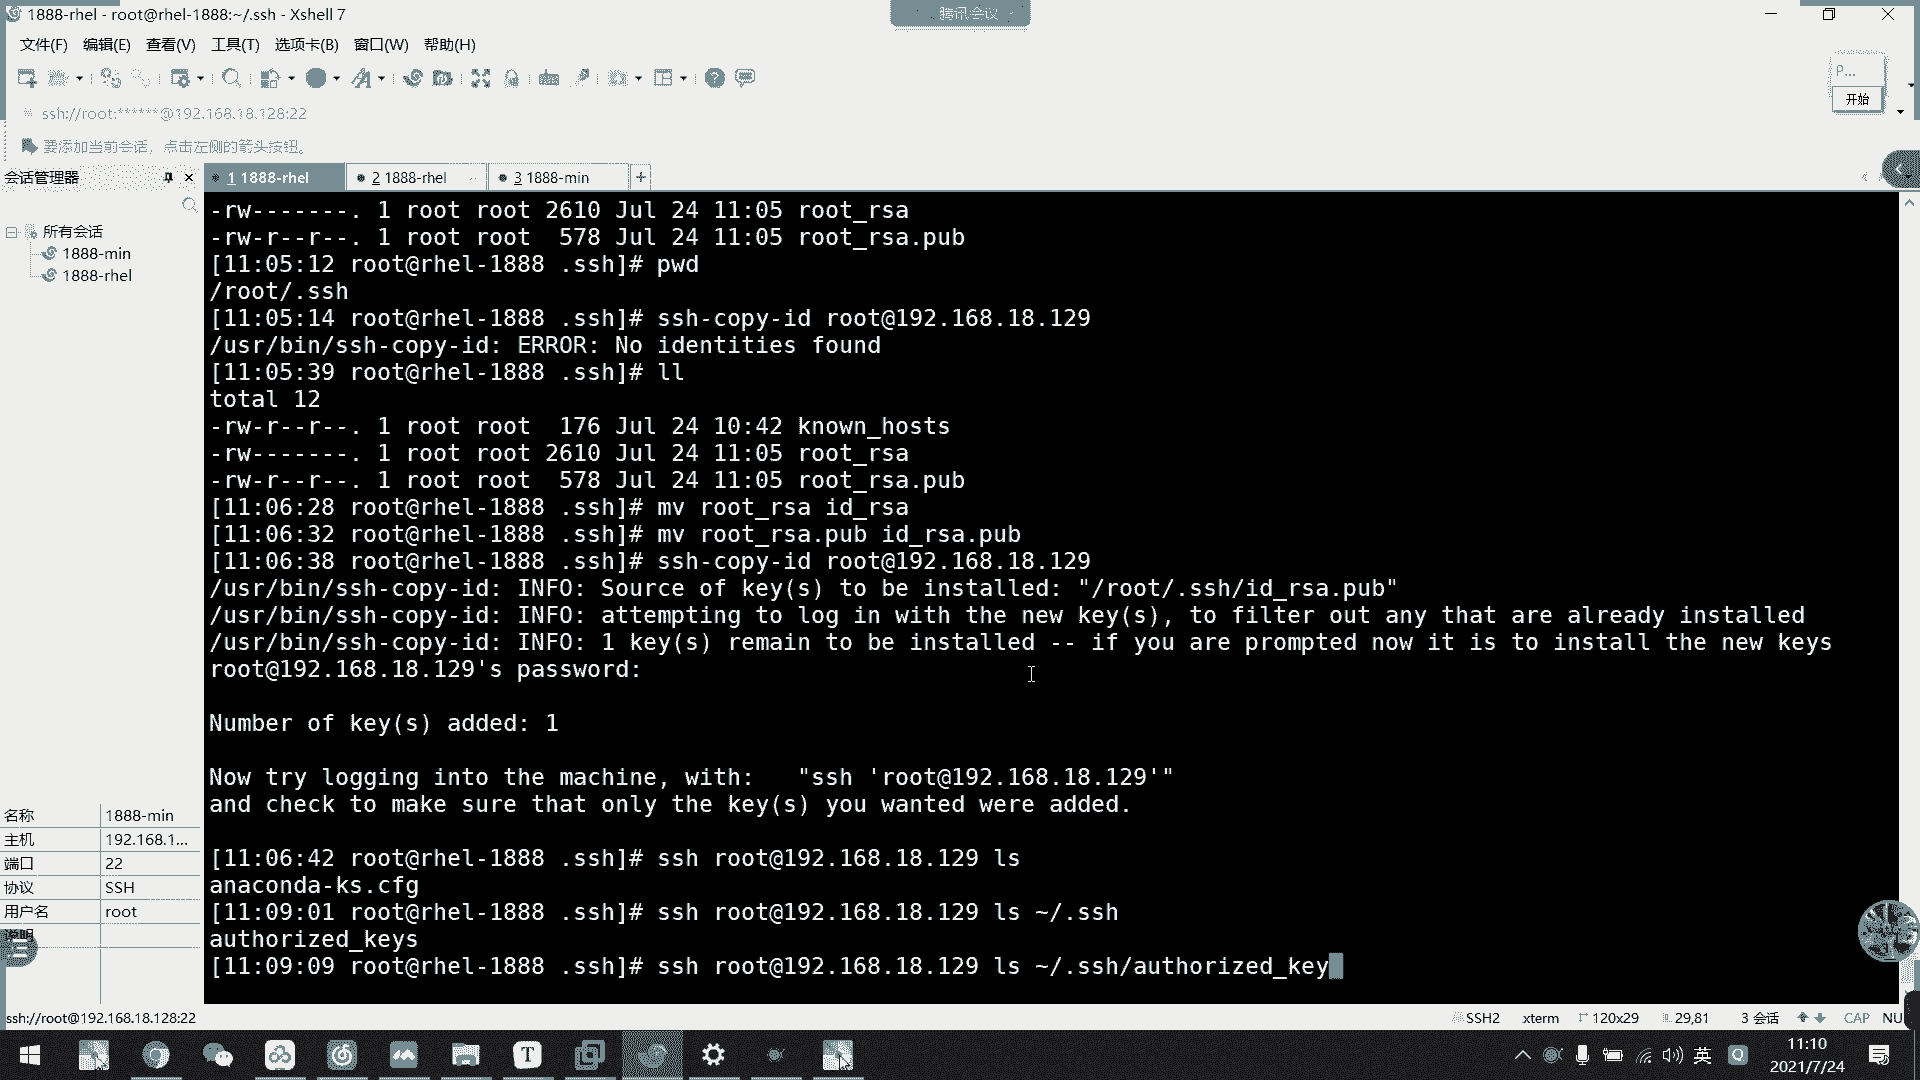 1888-rhel - root@rhel-1888:~/.ssh - Xshell 7
腾讯会议
文件(F) 编辑(E) 查看(V) 工具(T) 选项卡(B) 窗口(W) 帮助(H)
P...
开始
ssh://root:******@192.168.18.128:22
要添加当前会话，点击左侧的箭头按钮。
会话管理器
1 1888-rhel
2 1888-rhel
3 1888-min
所有会话
1888-min
1888-rhel
-rw-------. 1 root root 2610 Jul 24 11:05 root_rsa
-rw-r--r--. 1 root root  578 Jul 24 11:05 root_rsa.pub
[11:05:12 root@rhel-1888 .ssh]# pwd
/root/.ssh
[11:05:14 root@rhel-1888 .ssh]# ssh-copy-id root@192.168.18.129
/usr/bin/ssh-copy-id: ERROR: No identities found
[11:05:39 root@rhel-1888 .ssh]# ll
total 12
-rw-r--r--. 1 root root  176 Jul 24 10:42 known_hosts
-rw-------. 1 root root 2610 Jul 24 11:05 root_rsa
-rw-r--r--. 1 root root  578 Jul 24 11:05 root_rsa.pub
[11:06:28 root@rhel-1888 .ssh]# mv root_rsa id_rsa
[11:06:32 root@rhel-1888 .ssh]# mv root_rsa.pub id_rsa.pub
[11:06:38 root@rhel-1888 .ssh]# ssh-copy-id root@192.168.18.129
/usr/bin/ssh-copy-id: INFO: Source of key(s) to be installed: "/root/.ssh/id_rsa.pub"
/usr/bin/ssh-copy-id: INFO: attempting to log in with the new key(s), to filter out any that are already installed
/usr/bin/ssh-copy-id: INFO: 1 key(s) remain to be installed -- if you are prompted now it is to install the new keys
root@192.168.18.129's password:
Number of key(s) added: 1
Now try logging into the machine, with:   "ssh 'root@192.168.18.129'"
and check to make sure that only the key(s) you wanted were added.
[11:06:42 root@rhel-1888 .ssh]# ssh root@192.168.18.129 ls
anaconda-ks.cfg
[11:09:01 root@rhel-1888 .ssh]# ssh root@192.168.18.129 ls ~/.ssh
authorized_keys
[11:09:09 root@rhel-1888 .ssh]# ssh root@192.168.18.129 ls ~/.ssh/authorized_key
名称 1888-min
主机 192.168.1...
端口 22
协议 SSH
用户名 root
说明
ssh://root@192.168.18.128:22
SSH2 xterm 120x29 29,81 3 会话 CAP NU
英
11:10
2021/7/24